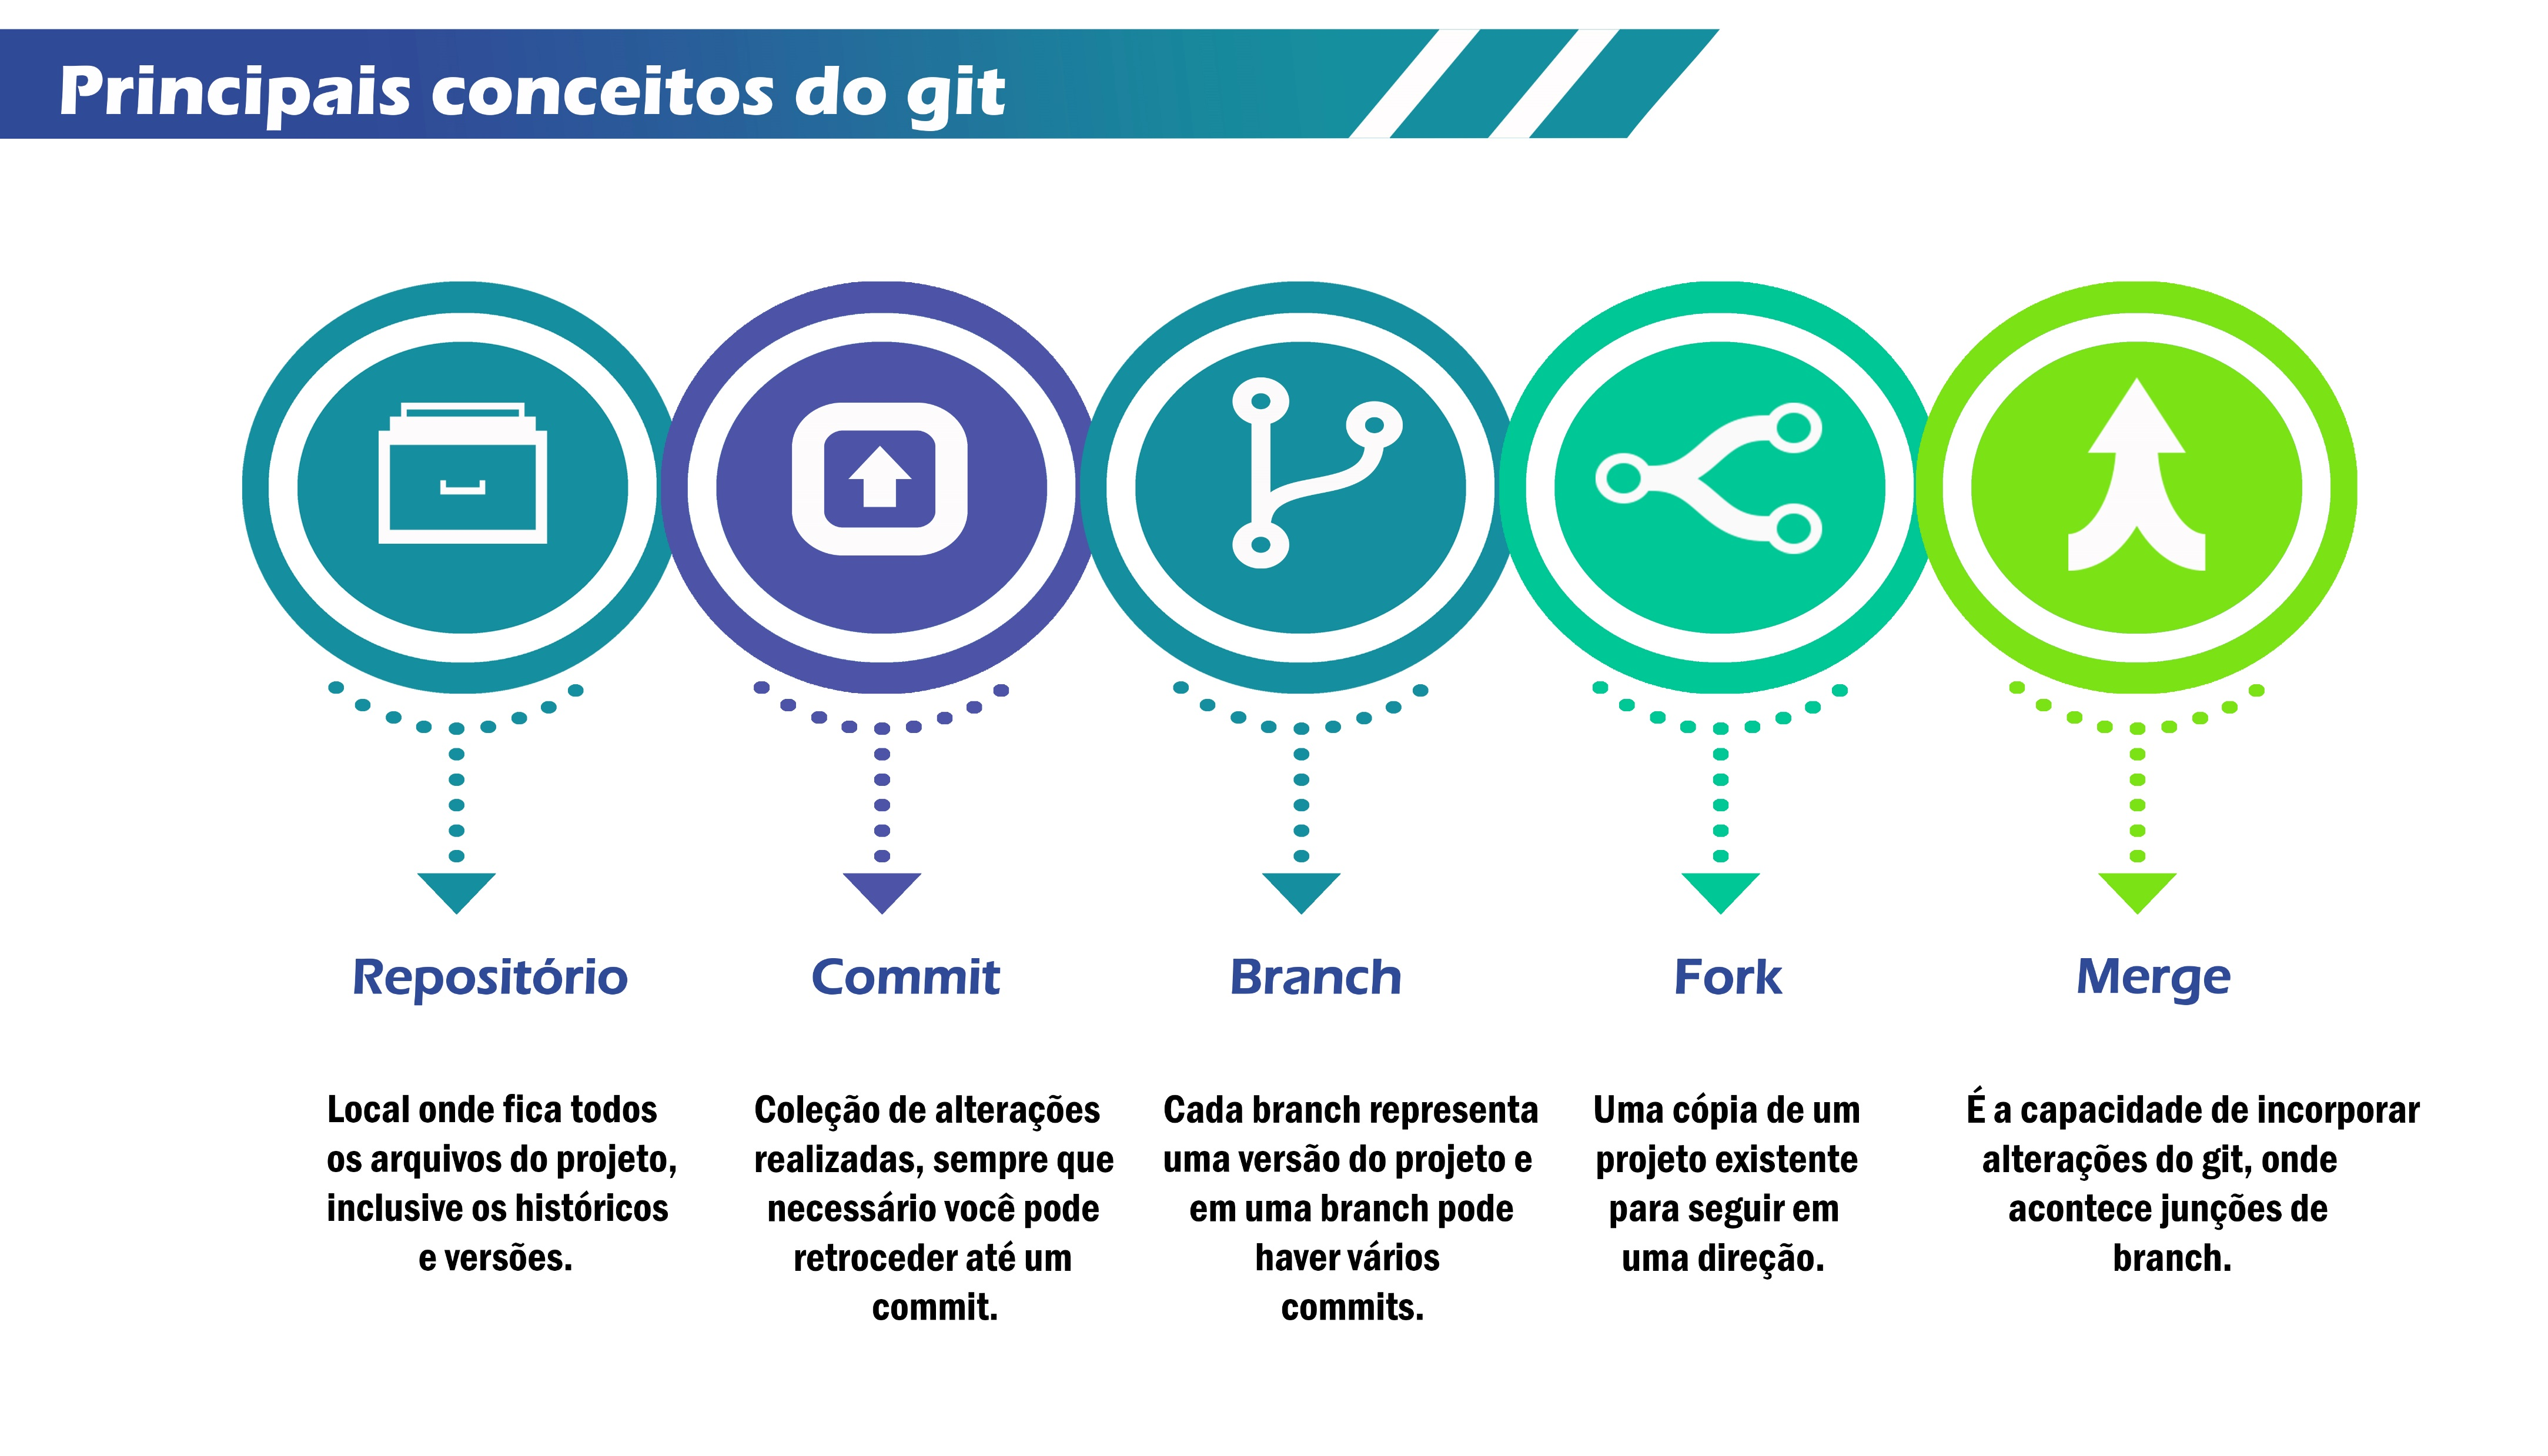 Principais conceitos do git
Repositório
Local onde fica todos
os arquivos do projeto,
inclusive os históricos
e versões.
Commit
Coleção de alterações
realizadas, sempre que
necessário você pode
retroceder até um
commit.
Branch
Cada branch representa
uma versão do projeto e
em uma branch pode
haver vários
commits.
Fork
Uma cópia de um
projeto existente
para seguir em
uma direção.
Merge
É a capacidade de incorporar
alterações do git, onde
acontece junções de
branch.